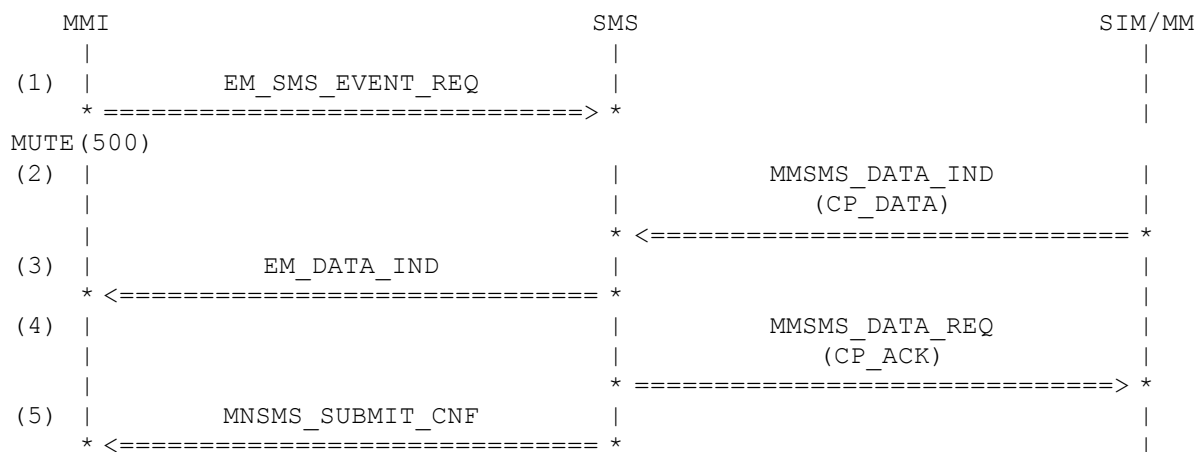 MMI SMS SIM/MM
| | |
(1) | EM_SMS_EVENT_REQ | |
* ==============================> * |
MUTE(500)
(2) | | MMSMS_DATA_IND |
| | (CP_DATA) |
| * <============================== *
(3) | EM_DATA_IND | |
* <============================== * |
(4) | | MMSMS_DATA_REQ |
| | (CP_ACK) |
| * ==============================> *
(5) | MNSMS_SUBMIT_CNF | |
* <============================== * |